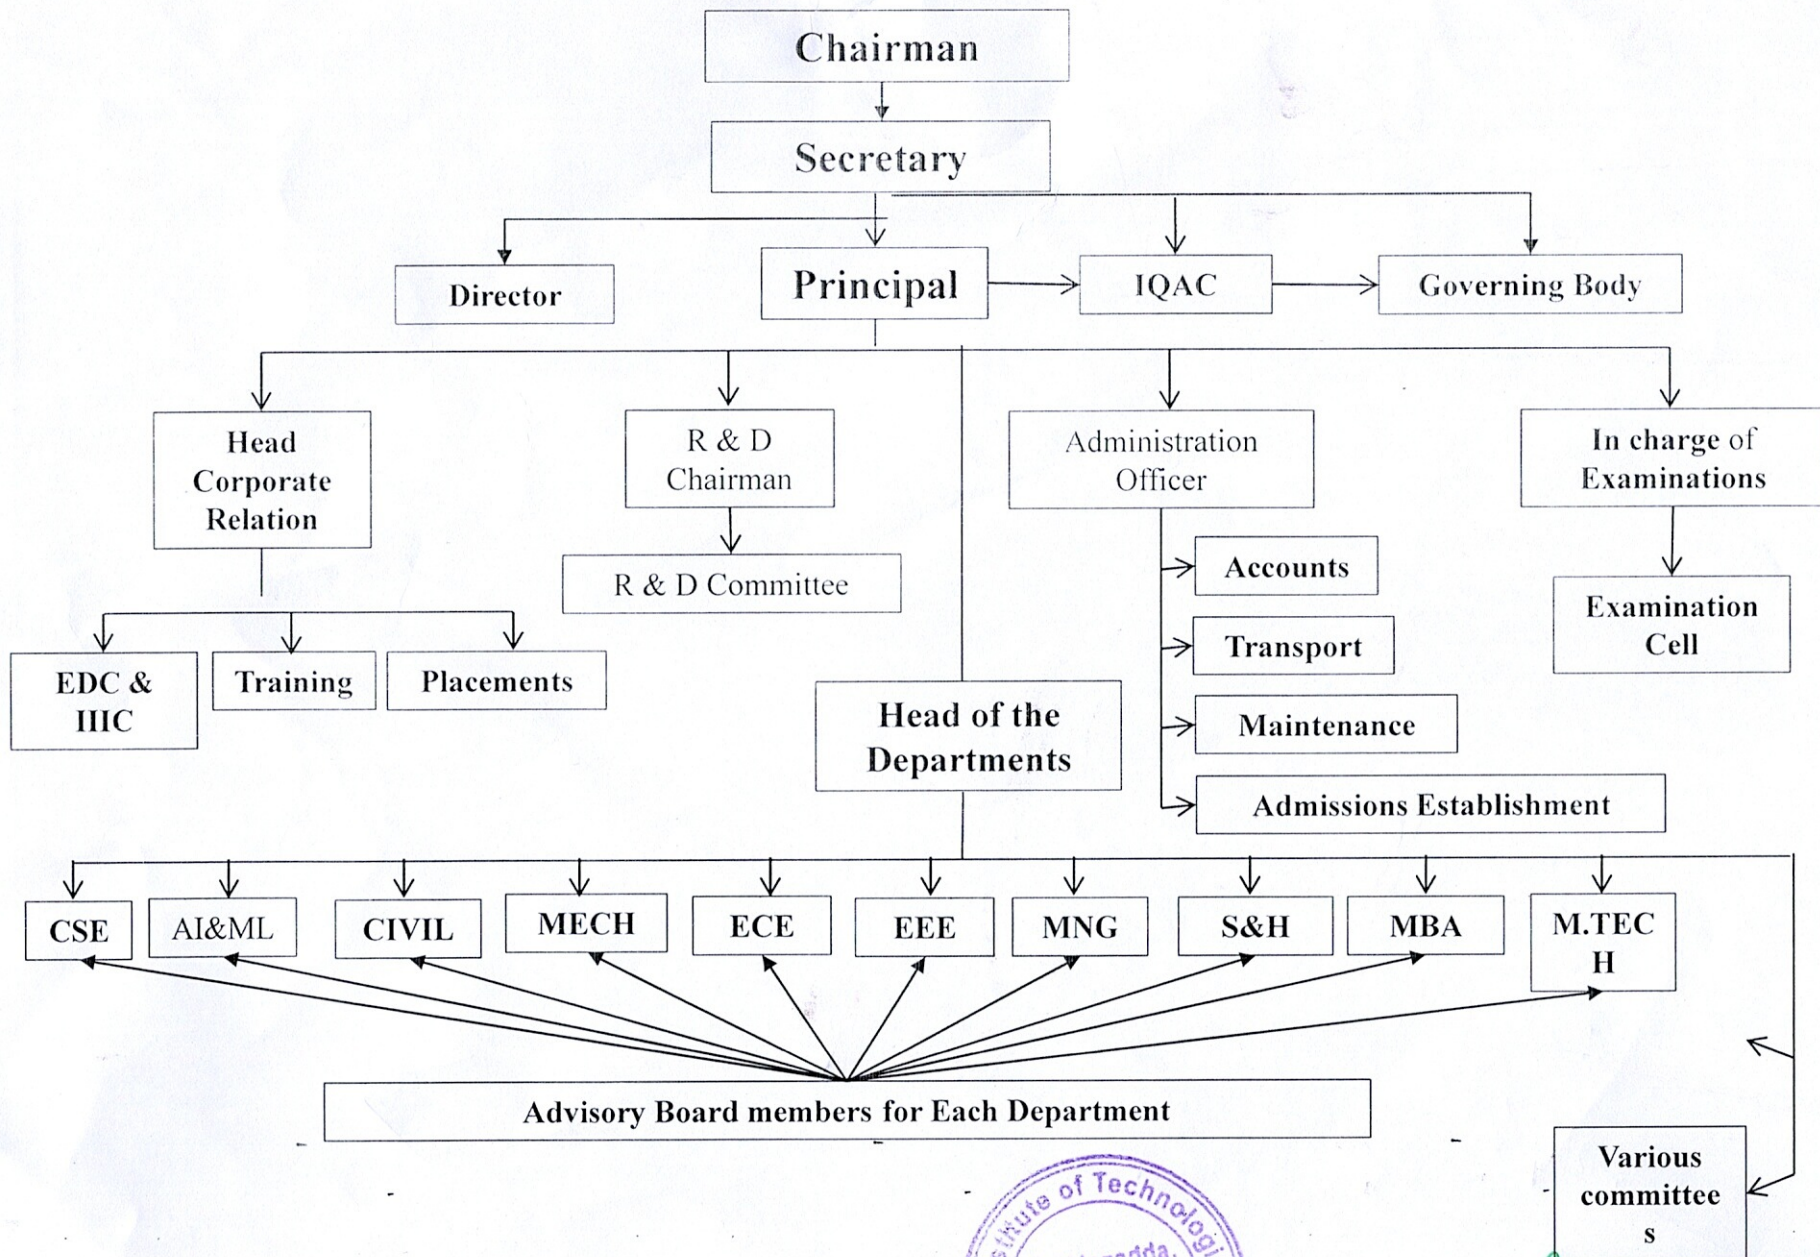 Chairman
Secretary
Director
Principal
IQAC
Governing Body
Head
Corporate
Relation
R & D
Chairman
Administration
Officer
In charge of
Examinations
R & D Committee
Accounts
Transport
Maintenance
Admissions Establishment
Examination
Cell
EDC &
IIIC
Training
Placements
Head of the
Departments
CSE
AI&ML
CIVIL
MECH
ECE
EEE
MNG
S&H
MBA
M.TEC
H
Advisory Board members for Each Department
Various
committee
s
of Technologi